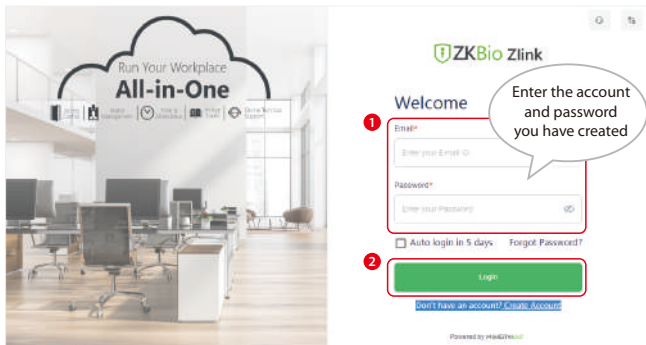 Run Your Workplace
All-in-One
ZKBio Zlink
Welcome
Enter the account
and password
you have created
1
Email*
Enter your Email
Password*
Enter your Password
Auto login in 5 days Forgot Password?
2
Login
Don't have an account? Create Account
Powered by